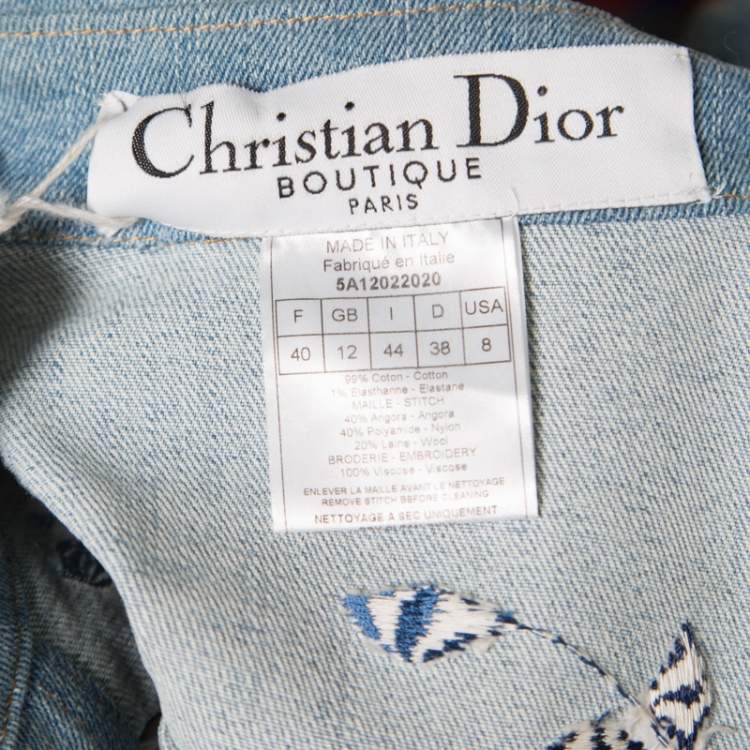 Christian Dior
BOUTIQUE
PARIS
MADE IN ITALY
Fabriqué en Italie
5A12022020
F GB I D USA
40 12 44 38 8
99% Coton - Cotton
1% Elasthanne - Elastane
MAILLE - STITCH
40% Angora - Angora
40% Polyamide - Nylon
20% Laine - Wool
BRODERIE - EMBROIDERY
100% Viscose - Viscose
ENLEVER LA MAILLE AVANT LE NETTOYAGE
REMOVE STITCH BEFORE CLEANING
NETTOYAGE A SEC UNIQUEMENT